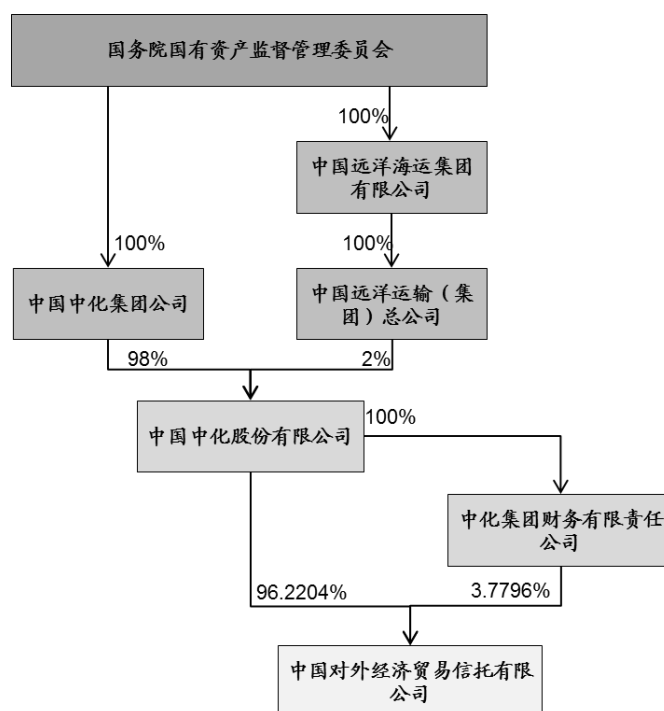 国务院国有资产监督管理委员会
100%
中国远洋海运集团
有限公司
100%
100%
中国中化集团公司
中国远洋运输（集
团）总公司
98%
2%
中国中化股份有限公司
100%
中化集团财务有限责任
公司
96.2204%
3.7796%
中国对外经济贸易信托有限
公司